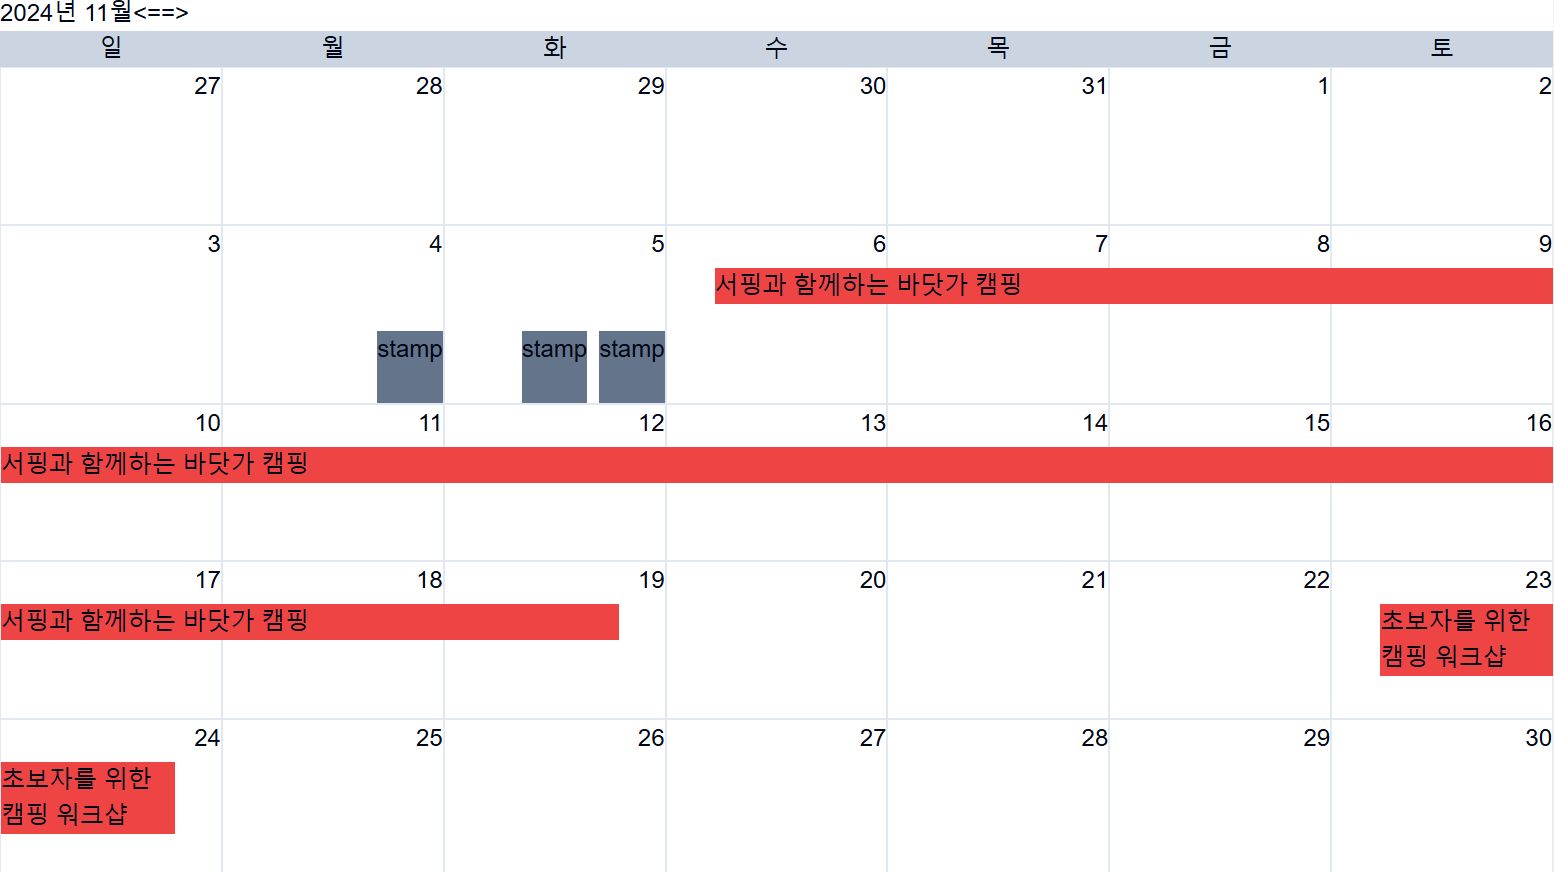 2024년 11월<==>
일 월 화 수 목 금 토
27 28 29 30 31 1 2
3 4 5 6 7 8 9
서핑과 함께하는 바닷가 캠핑
stamp stamp stamp
10 11 12 13 14 15 16
서핑과 함께하는 바닷가 캠핑
17 18 19 20 21 22 23
서핑과 함께하는 바닷가 캠핑 초보자를 위한
캠핑 워크샵
24 25 26 27 28 29 30
초보자를 위한
캠핑 워크샵